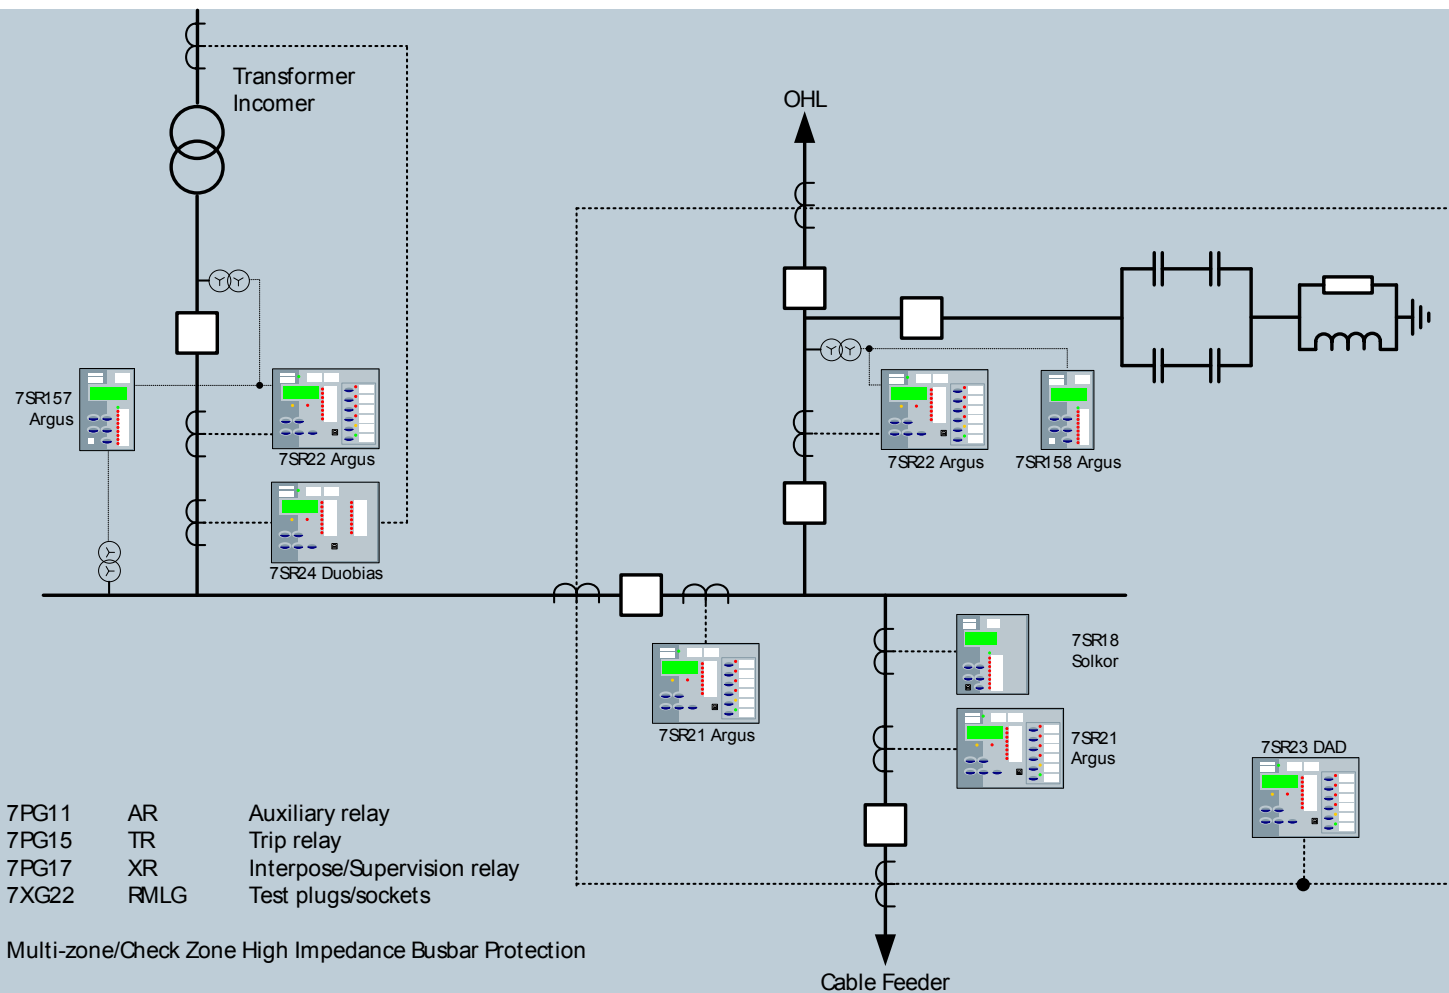 Transformer
Incomer
OHL
7SR157
Argus
7SR22 Argus
7SR22 Argus
7SR158 Argus
7SR24 Duobias
7SR18
Solkor
7SR21 Argus
7SR21
Argus
7SR23 DAD
7PG11 AR Auxiliary relay
7PG15 TR Trip relay
7PG17 XR Interpose/Supervision relay
7XG22 RMLG Test plugs/sockets
Multi-zone/Check Zone High Impedance Busbar Protection
Cable Feeder